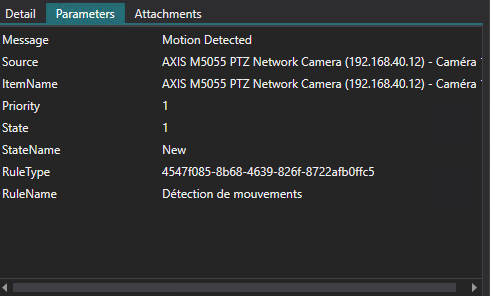 Detail Parameters Attachments
Message Motion Detected
Source AXIS M5055 PTZ Network Camera (192.168.40.12) - Caméra
ItemName AXIS M5055 PTZ Network Camera (192.168.40.12) - Caméra
Priority 1
State 1
StateName New
RuleType 4547f085-8b68-4639-826f-8722afb0ffc5
RuleName Détection de mouvements